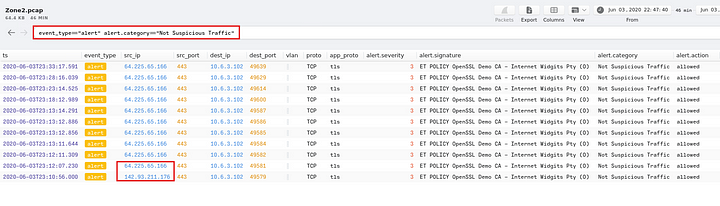 Zone2.pcap
64.4 KB 46 MIN
Packets Export Columns View Jun 03, 2020 22:47:40 From 46 min To
event_type=="alert" alert.category=="Not Suspicious Traffic"
ts event_type src_ip src_port dest_ip dest_port vlan proto app_proto alert.severity alert.signature alert.category alert.action
2020-06-03T23:33:17.591 alert 64.225.65.166 443 10.6.3.102 49639 TCP tls 3 ET POLICY OpenSSL Demo CA - Internet Widgits Pty (O) Not Suspicious Traffic allowed
2020-06-03T23:28:16.039 alert 64.225.65.166 443 10.6.3.102 49629 TCP tls 3 ET POLICY OpenSSL Demo CA - Internet Widgits Pty (O) Not Suspicious Traffic allowed
2020-06-03T23:23:14.525 alert 64.225.65.166 443 10.6.3.102 49614 TCP tls 3 ET POLICY OpenSSL Demo CA - Internet Widgits Pty (O) Not Suspicious Traffic allowed
2020-06-03T23:18:12.989 alert 64.225.65.166 443 10.6.3.102 49600 TCP tls 3 ET POLICY OpenSSL Demo CA - Internet Widgits Pty (O) Not Suspicious Traffic allowed
2020-06-03T23:13:14.291 alert 64.225.65.166 443 10.6.3.102 49587 TCP tls 3 ET POLICY OpenSSL Demo CA - Internet Widgits Pty (O) Not Suspicious Traffic allowed
2020-06-03T23:13:12.886 alert 64.225.65.166 443 10.6.3.102 49586 TCP tls 3 ET POLICY OpenSSL Demo CA - Internet Widgits Pty (O) Not Suspicious Traffic allowed
2020-06-03T23:13:12.856 alert 64.225.65.166 443 10.6.3.102 49585 TCP tls 3 ET POLICY OpenSSL Demo CA - Internet Widgits Pty (O) Not Suspicious Traffic allowed
2020-06-03T23:13:11.644 alert 64.225.65.166 443 10.6.3.102 49584 TCP tls 3 ET POLICY OpenSSL Demo CA - Internet Widgits Pty (O) Not Suspicious Traffic allowed
2020-06-03T23:12:11.309 alert 64.225.65.166 443 10.6.3.102 49582 TCP tls 3 ET POLICY OpenSSL Demo CA - Internet Widgits Pty (O) Not Suspicious Traffic allowed
2020-06-03T23:12:07.230 alert 64.225.65.166 443 10.6.3.102 49581 TCP tls 3 ET POLICY OpenSSL Demo CA - Internet Widgits Pty (O) Not Suspicious Traffic allowed
2020-06-03T23:10:56.000 alert 142.93.211.176 443 10.6.3.102 49579 TCP tls 3 ET POLICY OpenSSL Demo CA - Internet Widgits Pty (O) Not Suspicious Traffic allowed